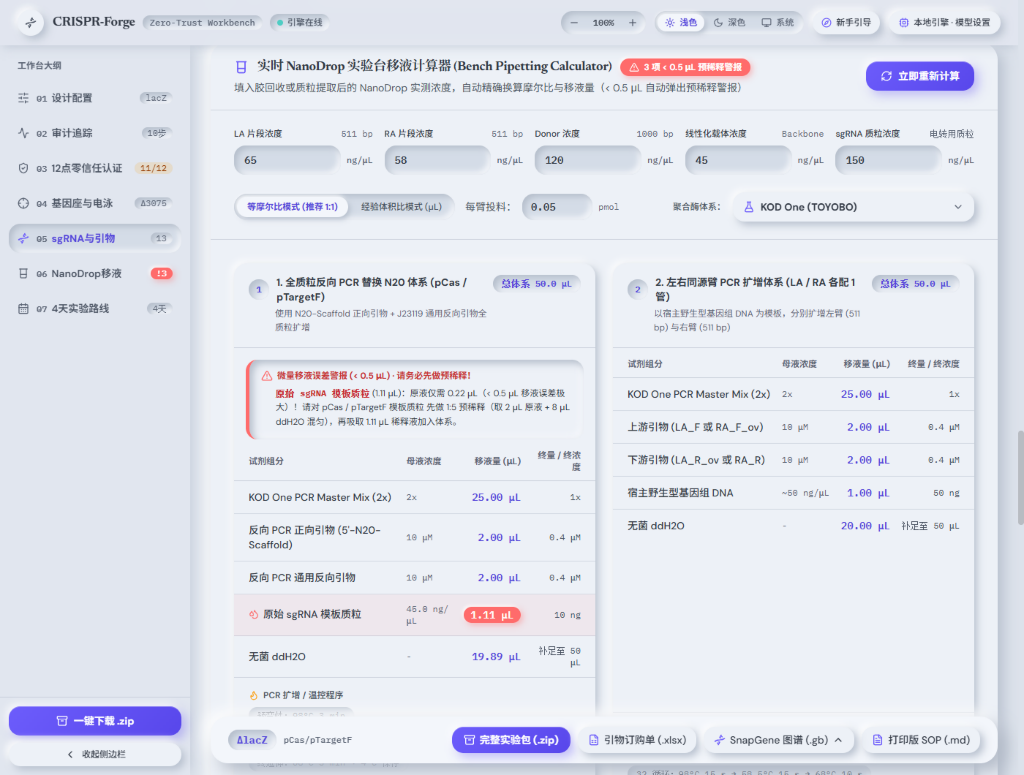 CRISPR-Forge
Zero-Trust Workbench
引擎在线
100%
浅色
深色
系统
新手引导
本地引擎 · 模型设置
工作台大纲
01 设计配置 lacZ
02 审计追踪 10步
03 12点零信任认证 11/12
04 基因座与电泳 Δ3075
05 sgRNA与引物 13
06 NanoDrop移液 !3
07 4天实验路线 4天
一键下载 .zip
收起侧边栏
实时 NanoDrop 实验台移液计算器 (Bench Pipetting Calculator)
3 项 < 0.5 μL 预稀释警报
填入胶回收或质粒提取后的 NanoDrop 实测浓度，自动精确换算摩尔比与移液量（< 0.5 μL 自动弹出预稀释警报）
立即重新计算
LA 片段浓度 511 bp
65 ng/μL
RA 片段浓度 511 bp
58 ng/μL
Donor 浓度 1000 bp
120 ng/μL
线性化载体浓度 Backbone
45 ng/μL
sgRNA 质粒浓度 电转用质粒
150 ng/μL
等摩尔比模式 (推荐 1:1)
经验体积比模式 (μL)
每臂投料：
0.05 pmol
聚合酶体系：
KOD One (TOYOBO)
1
1. 全质粒反向 PCR 替换 N20 体系 (pCas /
pTargetF)
使用 N20-Scaffold 正向引物 + J23119 通用反向引物全
质粒扩增
总体系 50.0 μL
微量移液误差警报 (< 0.5 μL) · 请务必先做预稀释！
原始 sgRNA 模板质粒 (1.11 μL)：原液仅需 0.22 μL（< 0.5 μL 移液误差极
大）！请对 pCas / pTargetF 模板质粒 先做 1:5 预稀释（取 2 μL 原液 + 8 μL
ddH2O 混匀），再吸取 1.11 μL 稀释液加入体系。
试剂组分 母液浓度 移液量 (μL) 终量 / 终浓
度
KOD One PCR Master Mix (2x) 2x 25.00 μL 1x
反向 PCR 正向引物 (5'-N20-
Scaffold)
10 μM 2.00 μL 0.4 μM
反向 PCR 通用反向引物 10 μM 2.00 μL 0.4 μM
原始 sgRNA 模板质粒
45.0 ng/
μL
1.11 μL 10 ng
无菌 ddH2O - 19.89 μL
补足至 50
μL
PCR 扩增 / 温控程序
2
2. 左右同源臂 PCR 扩增体系 (LA / RA 各配 1
管)
以宿主野生型基因组 DNA 为模板，分别扩增左臂 (511
bp) 与右臂 (511 bp)
总体系 50.0 μL
试剂组分 母液浓度 移液量 (μL) 终量 / 终浓度
KOD One PCR Master Mix (2x) 2x 25.00 μL 1x
上游引物 (LA_F 或 RA_F_ov) 10 μM 2.00 μL 0.4 μM
下游引物 (LA_R_ov 或 RA_R) 10 μM 2.00 μL 0.4 μM
宿主野生型基因组 DNA ~50 ng/μL 1.00 μL 50 ng
无菌 ddH2O - 20.00 μL 补足至 50 μL
ΔlacZ pCas/pTargetF
完整实验包 (.zip)
引物订购单 (.xlsx)
SnapGene 图谱 (.gb)
打印版 SOP (.md)